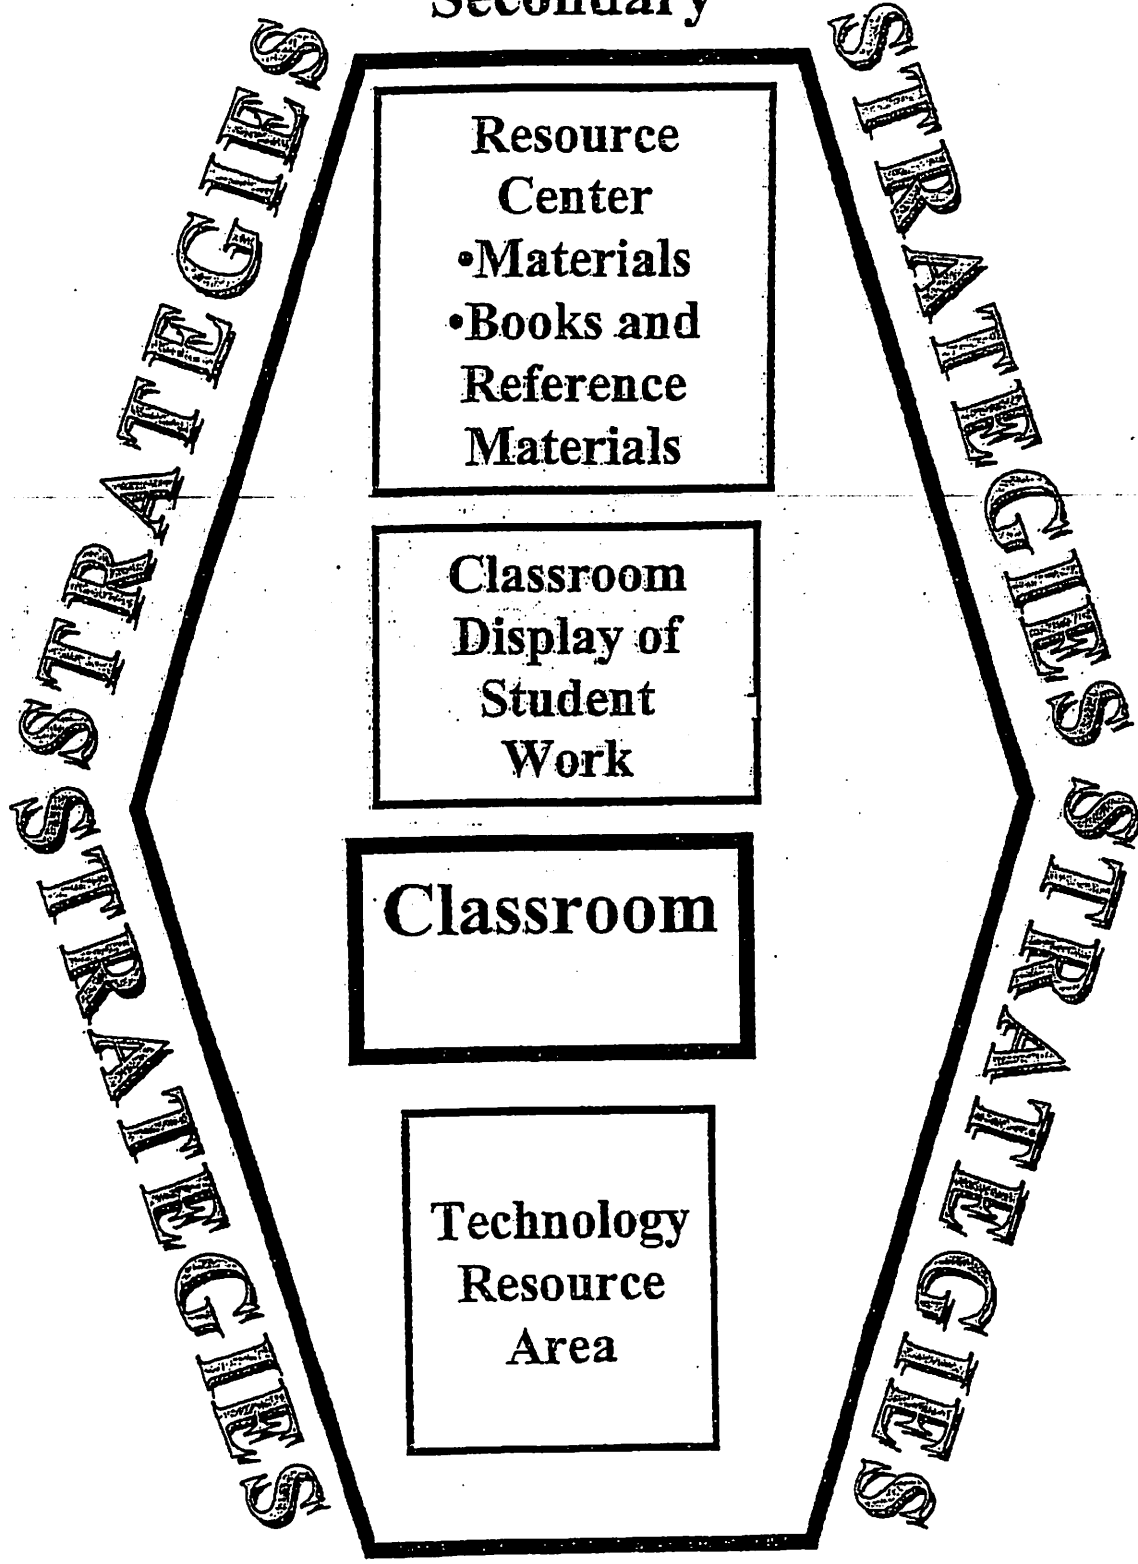 Secondary
STRATEGIES
STRATEGIES
Resource
Center
•Materials
•Books and
Reference
Materials
Classroom
Display of
Student
Work
Classroom
Technology
Resource
Area
STRATEGIES
STRATEGIES